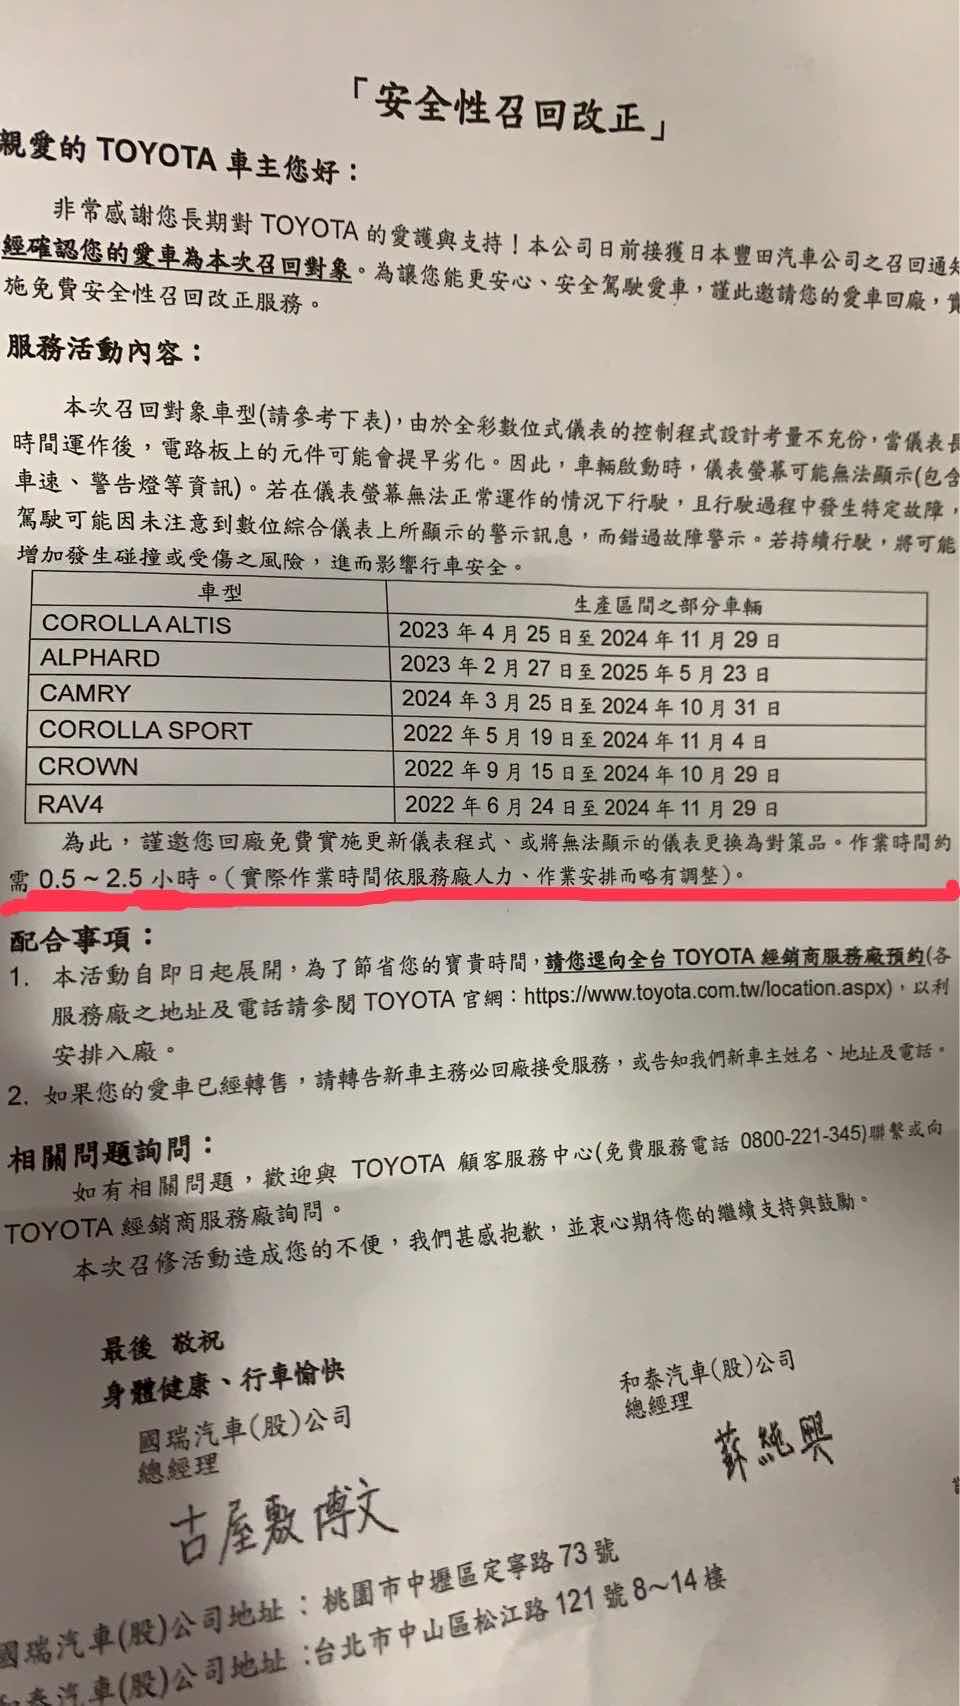 「安全性召回改正」
親愛的 TOYOTA 車主您好：
非常感謝您長期對 TOYOTA 的愛護與支持！本公司日前接獲日本豐田汽車公司之召回通知
經確認您的愛車為本次召回對象。為讓您能更安心、安全駕駛愛車，謹此邀請您的愛車回廠，實
施免費安全性召回改正服務。
服務活動內容：
本次召回對象車型(請參考下表)，由於全彩數位式儀表的控制程式設計考量不充份，當儀表長
時間運作後，電路板上的元件可能會提早劣化。因此，車輛啟動時，儀表螢幕可能無法顯示(包含
車速、警告燈等資訊)。若在儀表螢幕無法正常運作的情況下行駛，且行駛過程中發生特定故障，
駕駛可能因未注意到數位綜合儀表上所顯示的警示訊息，而錯過故障警示。若持續行駛，將可能
增加發生碰撞或受傷之風險，進而影響行車安全。
車型 生產區間之部分車輛
COROLLA ALTIS 2023 年 4 月 25 日至 2024 年 11 月 29 日
ALPHARD 2023 年 2 月 27 日至 2025 年 5 月 23 日
CAMRY 2024 年 3 月 25 日至 2024 年 10 月 31 日
COROLLA SPORT 2022 年 5 月 19 日至 2024 年 11 月 4 日
CROWN 2022 年 9 月 15 日至 2024 年 10 月 29 日
RAV4 2022 年 6 月 24 日至 2024 年 11 月 29 日
為此，謹邀您回廠免費實施更新儀表程式、或將無法顯示的儀表更換為對策品。作業時間約
需 0.5 ~ 2.5 小時。(實際作業時間依服務廠人力、作業安排而略有調整)。
配合事項：
1. 本活動自即日起展開，為了節省您的寶貴時間，請您逕向全台 TOYOTA 經銷商服務廠預約(各
服務廠之地址及電話請參閱 TOYOTA 官網：https://www.toyota.com.tw/location.aspx)，以利
安排入廠。
2. 如果您的愛車已經轉售，請轉告新車主務必回廠接受服務，或告知我們新車主姓名、地址及電話。
相關問題詢問：
如有相關問題，歡迎與 TOYOTA 顧客服務中心(免費服務電話 0800-221-345)聯繫或向
TOYOTA 經銷商服務廠詢問。
本次召修活動造成您的不便，我們甚感抱歉，並衷心期待您的繼續支持與鼓勵。
最後 敬祝
身體健康、行車愉快
國瑞汽車(股)公司
總經理
古屋敷博文
和泰汽車(股)公司
總經理
蘇純興
國瑞汽車(股)公司地址：桃園市中壢區定寧路 73 號
和泰汽車(股)公司地址：台北市中山區松江路 121 號 8～14 樓